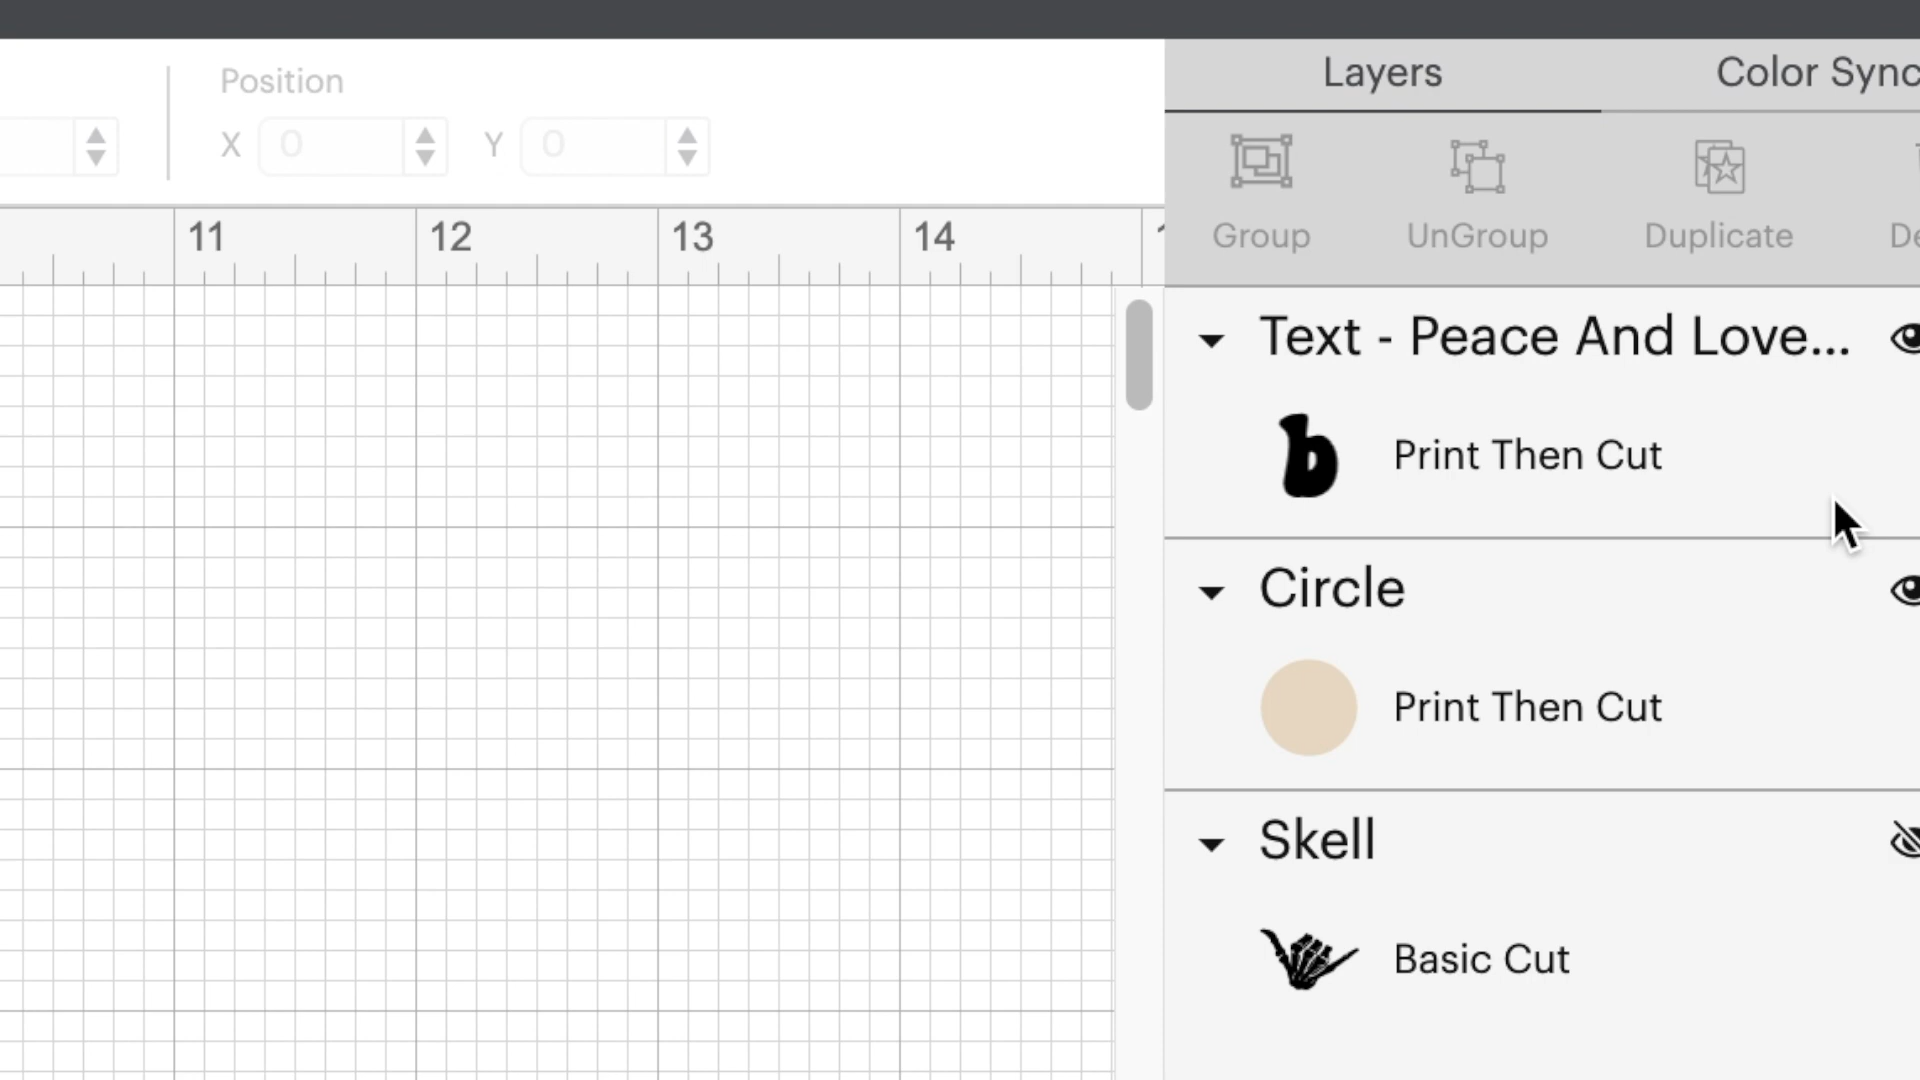 Position
X 0 Y 0
11 12 13 14
Layers Color Sync
Group UnGroup Duplicate
Text - Peace And Love...
b
Print Then Cut
Circle
Print Then Cut
Skell
Basic Cut